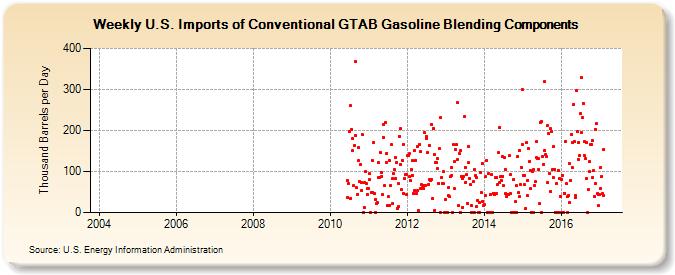 Weekly U.S. Imports of Conventional GTAB Gasoline Blending Components
Thousand Barrels per Day
400
300
200
100
0
2004 2006 2008 2010 2012 2014 2016
Source: U.S. Energy Information Administration